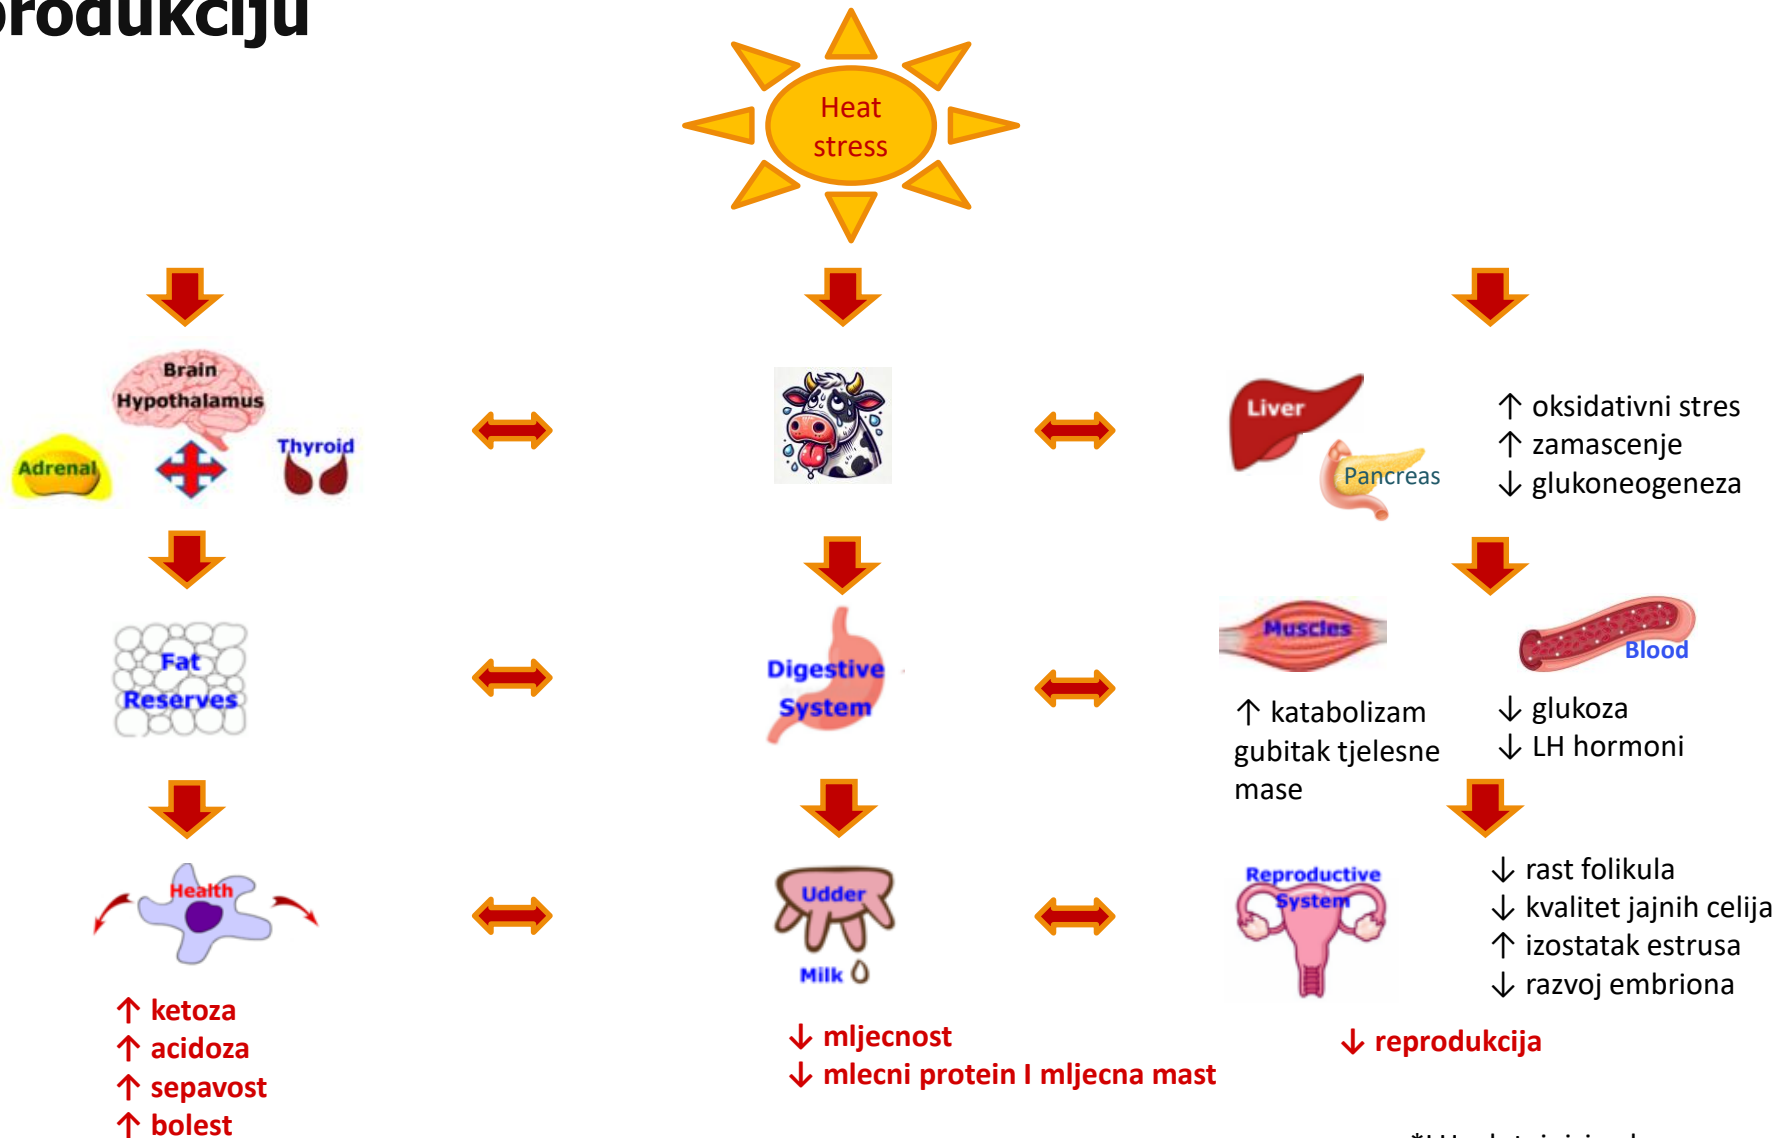 Heat
stress
Brain
Hypothalamus
Adrenal
Thyroid
Liver
Pancreas
↑ oksidativni stres
↑ zamascenje
↓ glukoneogeneza
Fat
Reserves
Digestive
System
Muscles
Blood
↑ katabolizam
gubitak tjelesne
mase
↓ glukoza
↓ LH hormoni
Health
Udder
Milk
Reproductive
System
↓ rast folikula
↓ kvalitet jajnih celija
↑ izostatak estrusa
↓ razvoj embriona
↑ ketoza
↑ acidoza
↑ sepavost
↑ bolest
↓ mljecnost
↓ mlecni protein I mljecna mast
↓ reprodukcija